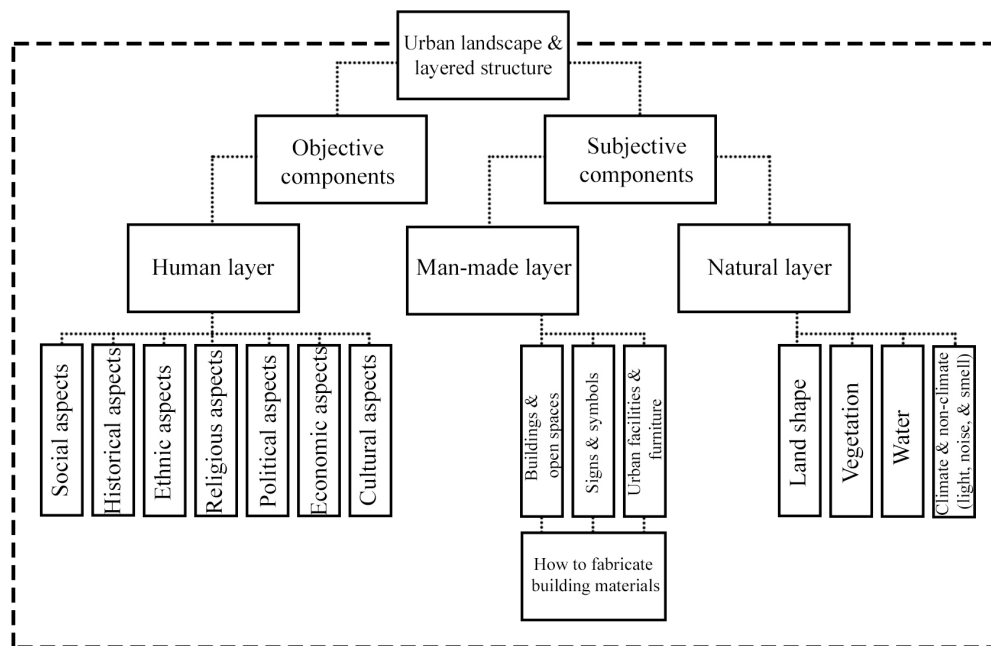 Urban landscape &
layered structure
Objective
components
Subjective
components
Human layer
Man-made layer
Natural layer
Social aspects
Historical aspects
Ethnic aspects
Religious aspects
Political aspects
Economic aspects
Cultural aspects
Buildings &
open spaces
Signs & symbols
Urban facilities &
furniture
Land shape
Vegetation
Water
Climate & non-climate
(light, noise, & smell)
How to fabricate
building materials